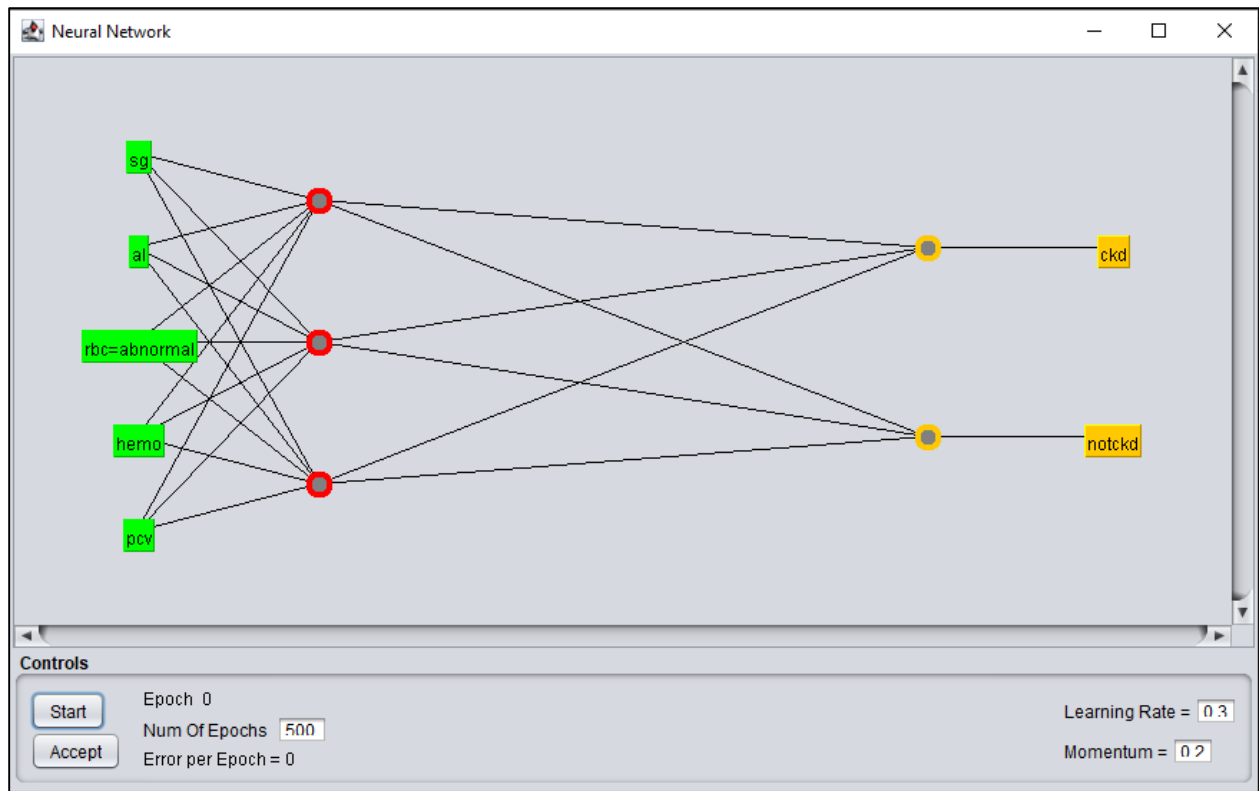 Neural Network
sg
al
rbc=abnormal
hemo
pcv
ckd
notckd
Controls
Start
Accept
Epoch 0
Num Of Epochs 500
Error per Epoch = 0
Learning Rate = 0.3
Momentum = 0.2